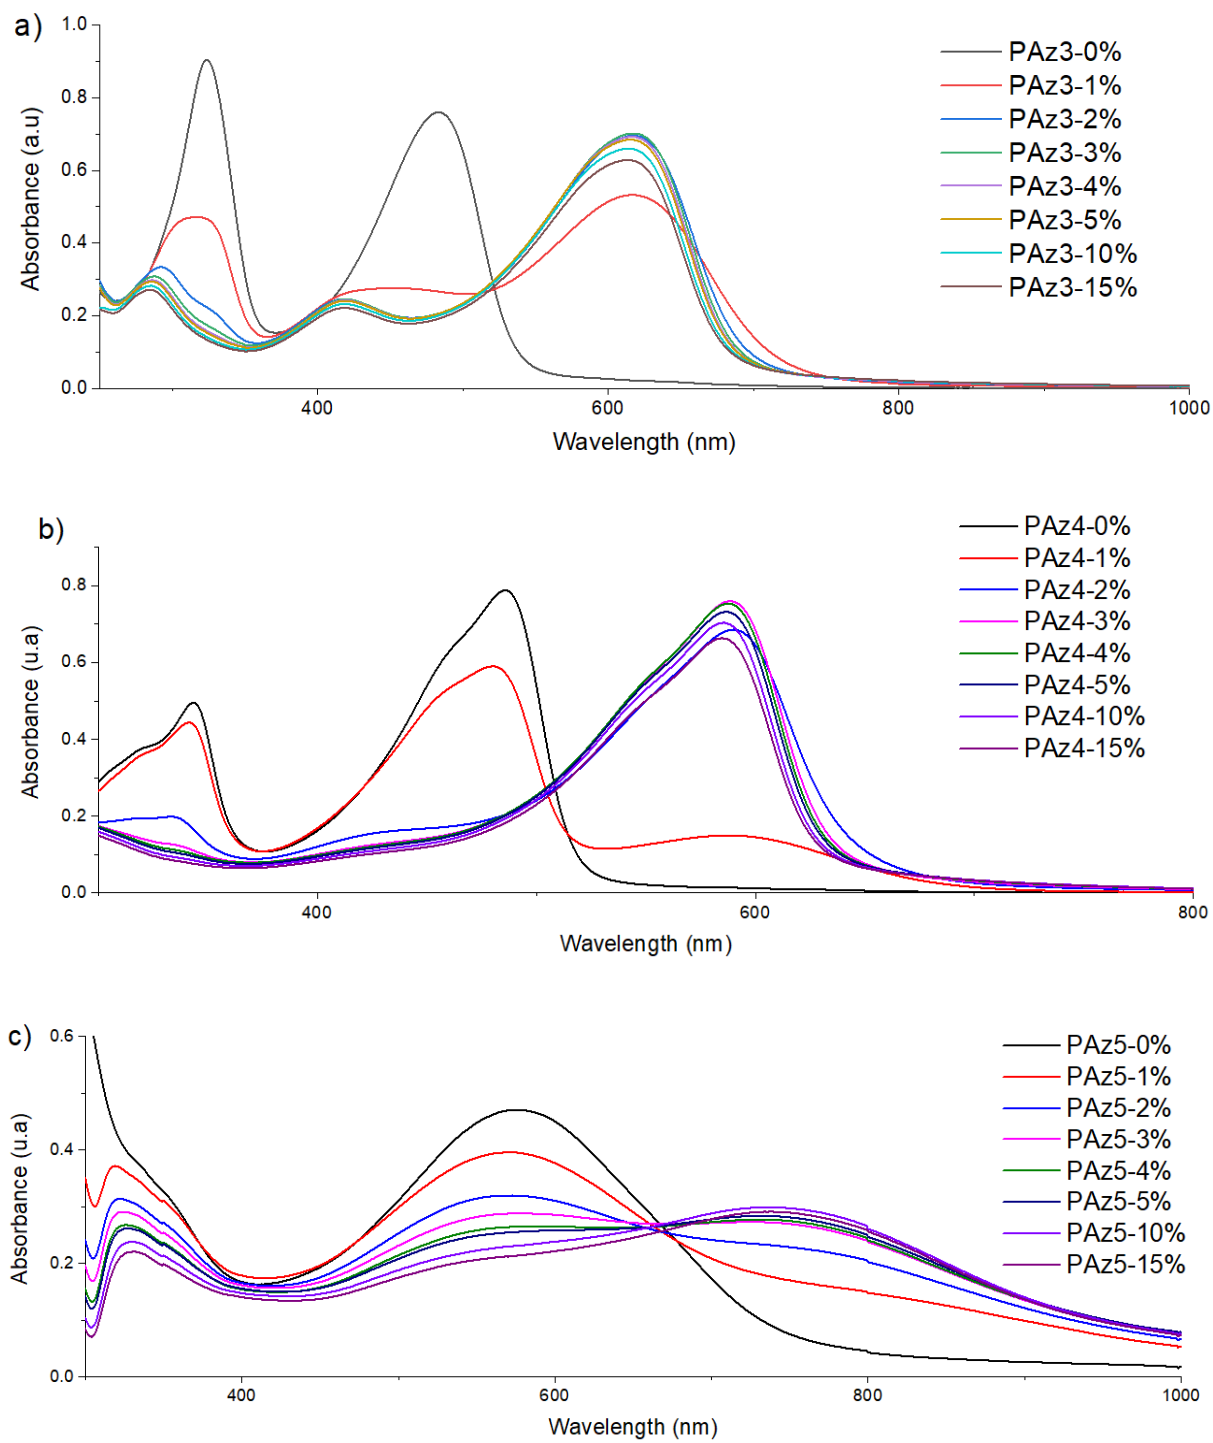 a)
1.0
0.8
0.6
0.4
0.2
0.0
Absorbance (a.u)
400
600
800
1000
Wavelength (nm)
PAz3-0%
PAz3-1%
PAz3-2%
PAz3-3%
PAz3-4%
PAz3-5%
PAz3-10%
PAz3-15%
b)
0.8
0.6
0.4
0.2
0.0
Absorbance (u.a)
400
600
800
Wavelength (nm)
PAz4-0%
PAz4-1%
PAz4-2%
PAz4-3%
PAz4-4%
PAz4-5%
PAz4-10%
PAz4-15%
c)
0.6
0.4
0.2
0.0
Absorbance (u.a)
400
600
800
1000
Wavelength (nm)
PAz5-0%
PAz5-1%
PAz5-2%
PAz5-3%
PAz5-4%
PAz5-5%
PAz5-10%
PAz5-15%